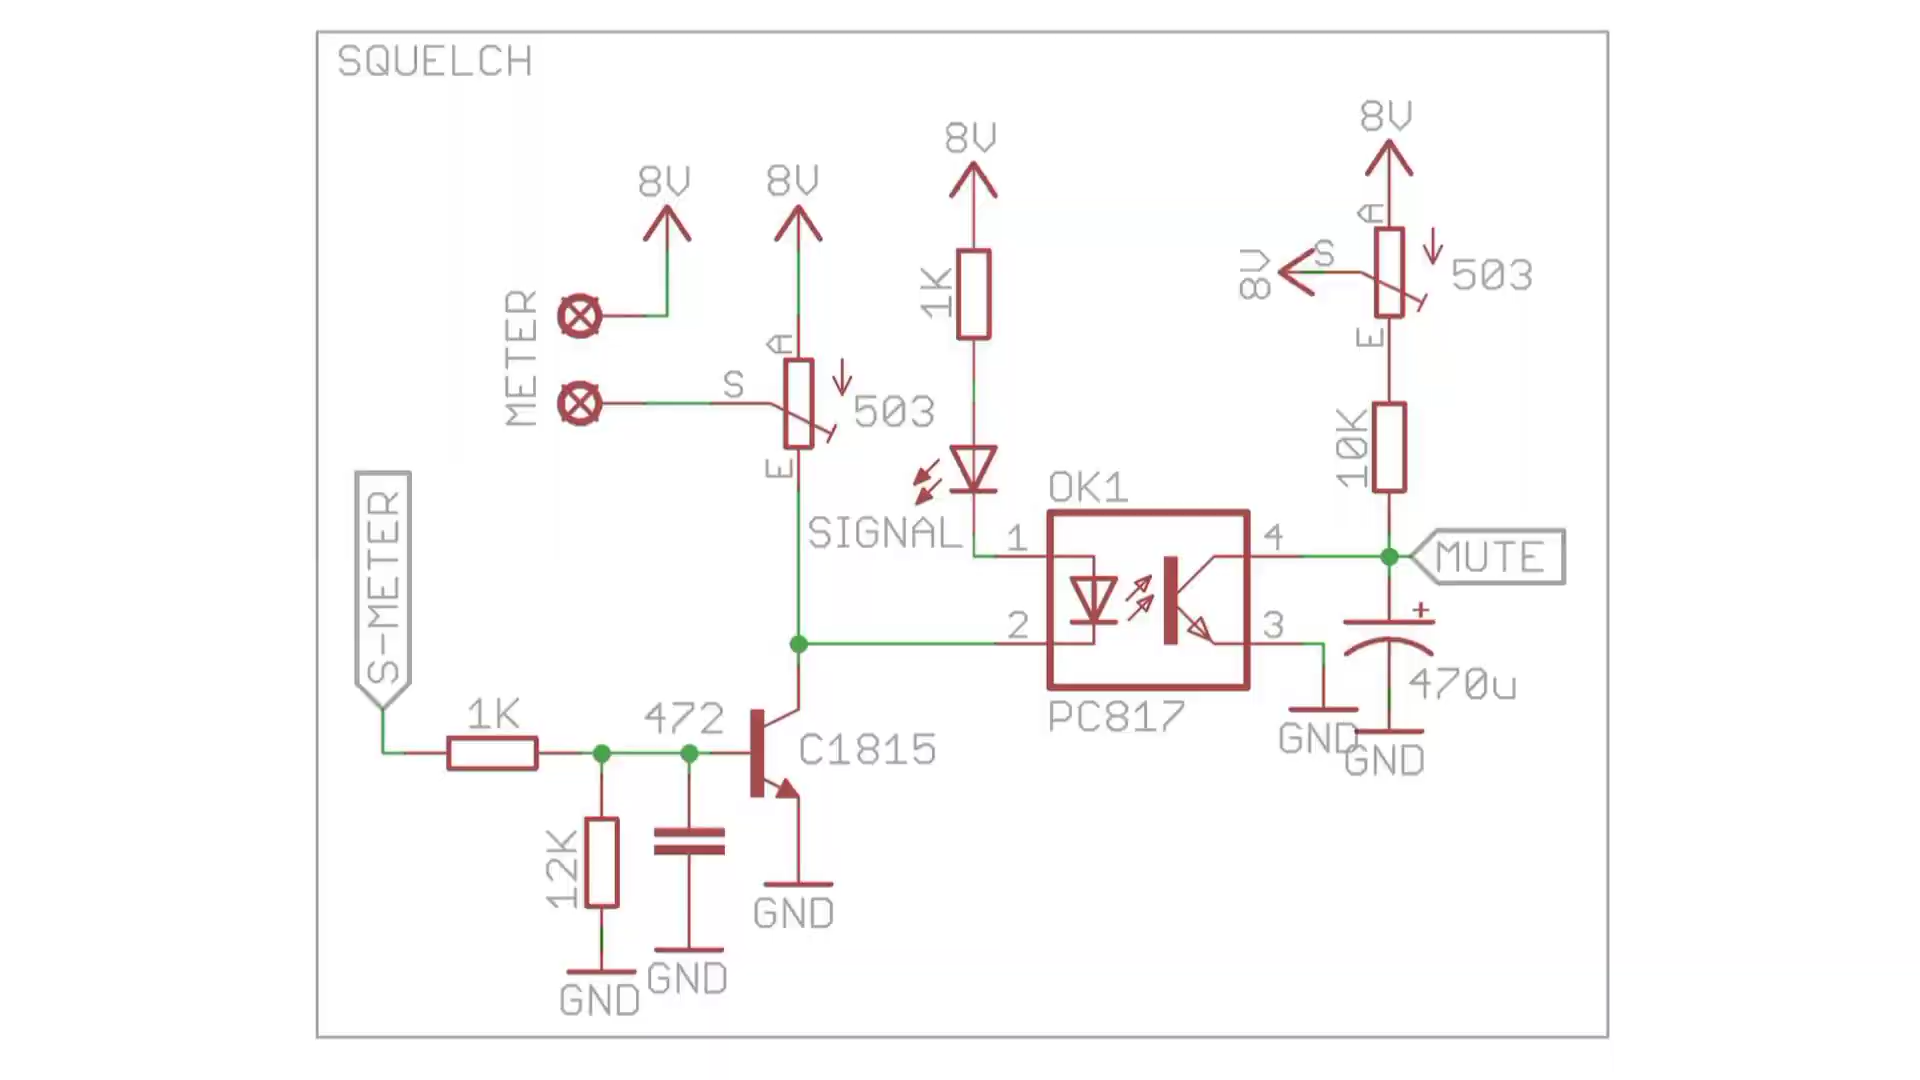 SQUELCH
8V
8V
8V
8V
METER
A
S
503
E
1K
SIGNAL
8V
A
S
503
E
10K
S-METER
1K
472
12K
C1815
OK1
1
2
4
3
PC817
MUTE
+
470u
GND
GND
GND
GND
GND